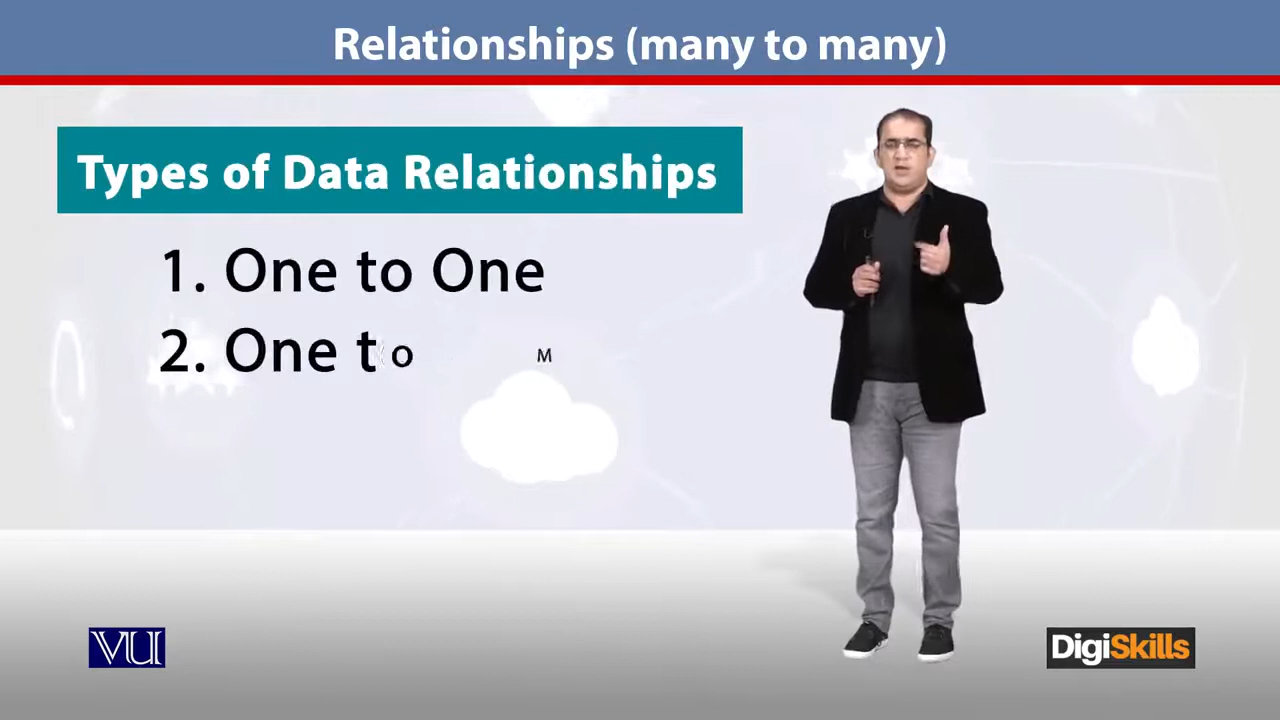 Relationships (many to many)
Types of Data Relationships
1. One to One
2. One to M
VU
DigiSkills